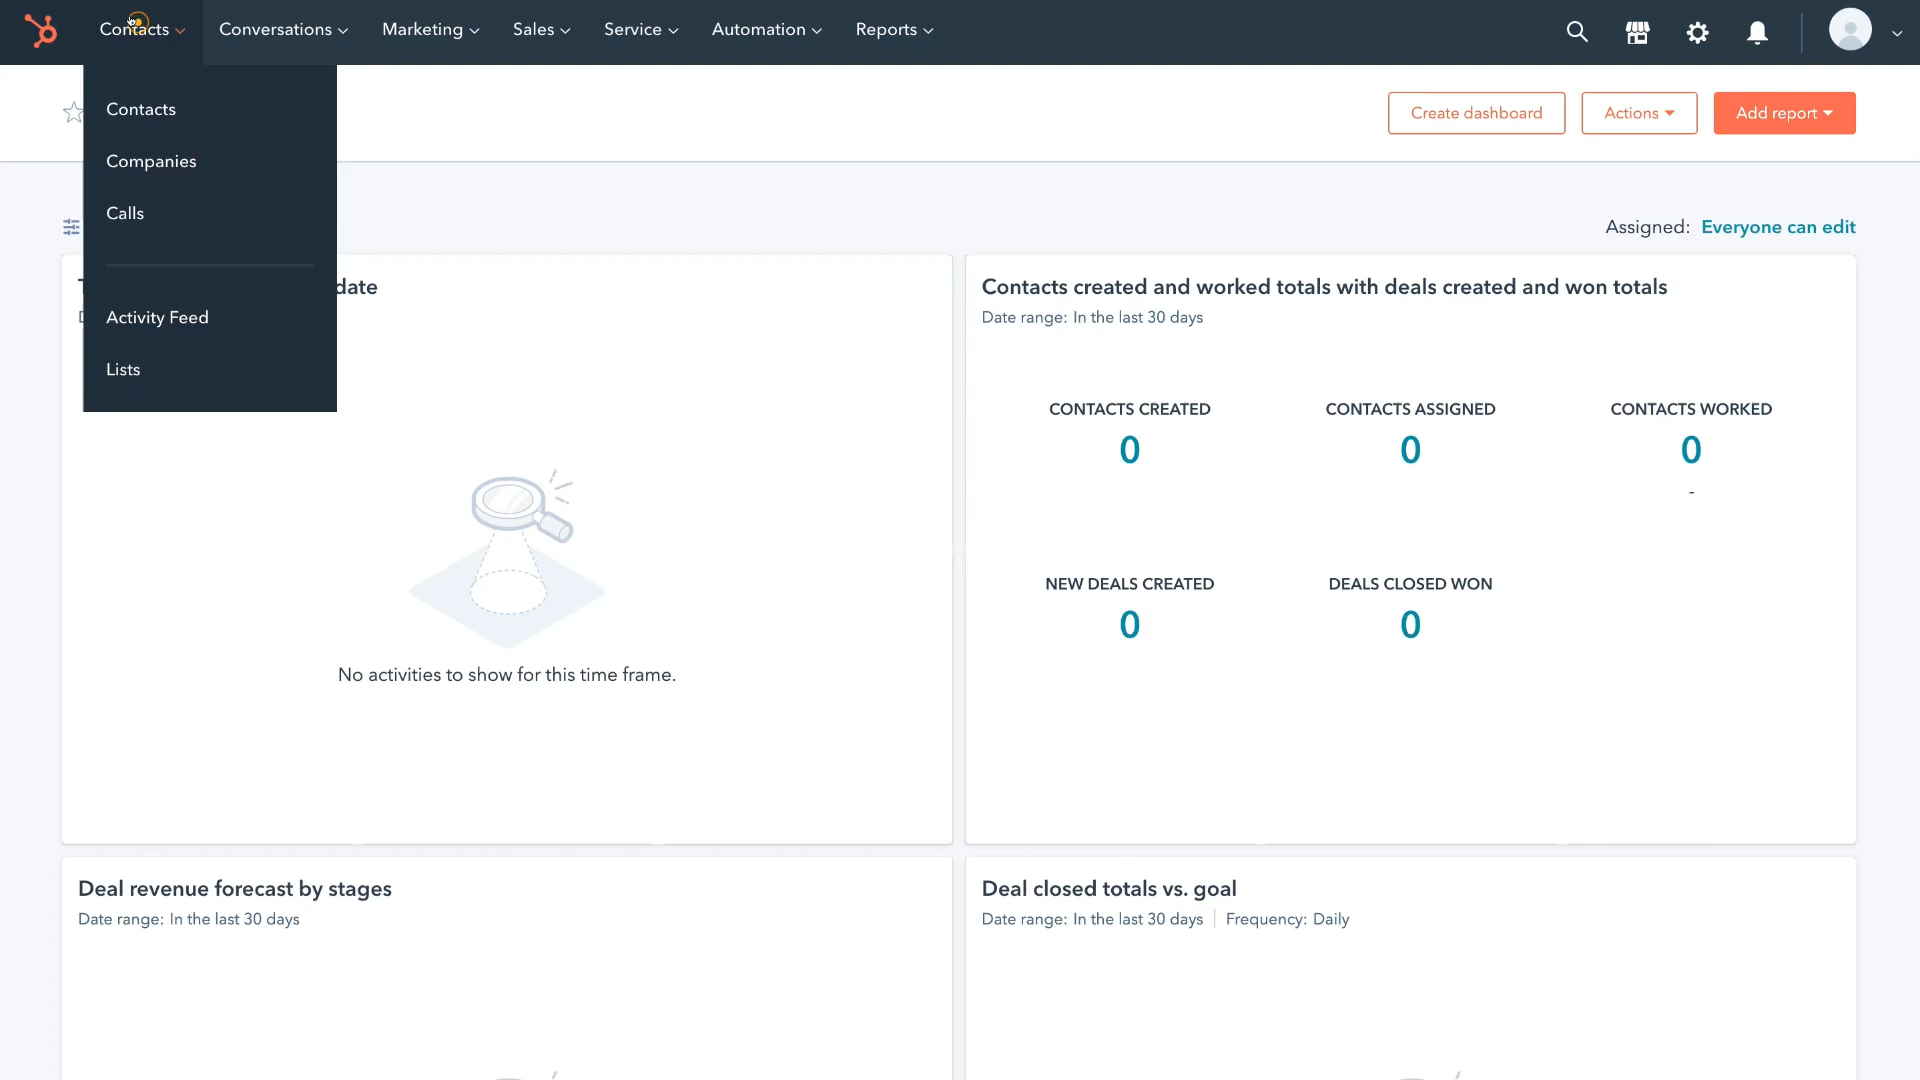 Contacts
Conversations
Marketing
Sales
Service
Automation
Reports
Contacts
Companies
Calls
Activity Feed
Lists
Create dashboard
Actions
Add report
Assigned: Everyone can edit
date
Contacts created and worked totals with deals created and won totals
Date range: In the last 30 days
CONTACTS CREATED
0
CONTACTS ASSIGNED
0
CONTACTS WORKED
0
-
NEW DEALS CREATED
0
DEALS CLOSED WON
0
No activities to show for this time frame.
Deal revenue forecast by stages
Date range: In the last 30 days
Deal closed totals vs. goal
Date range: In the last 30 days
Frequency: Daily